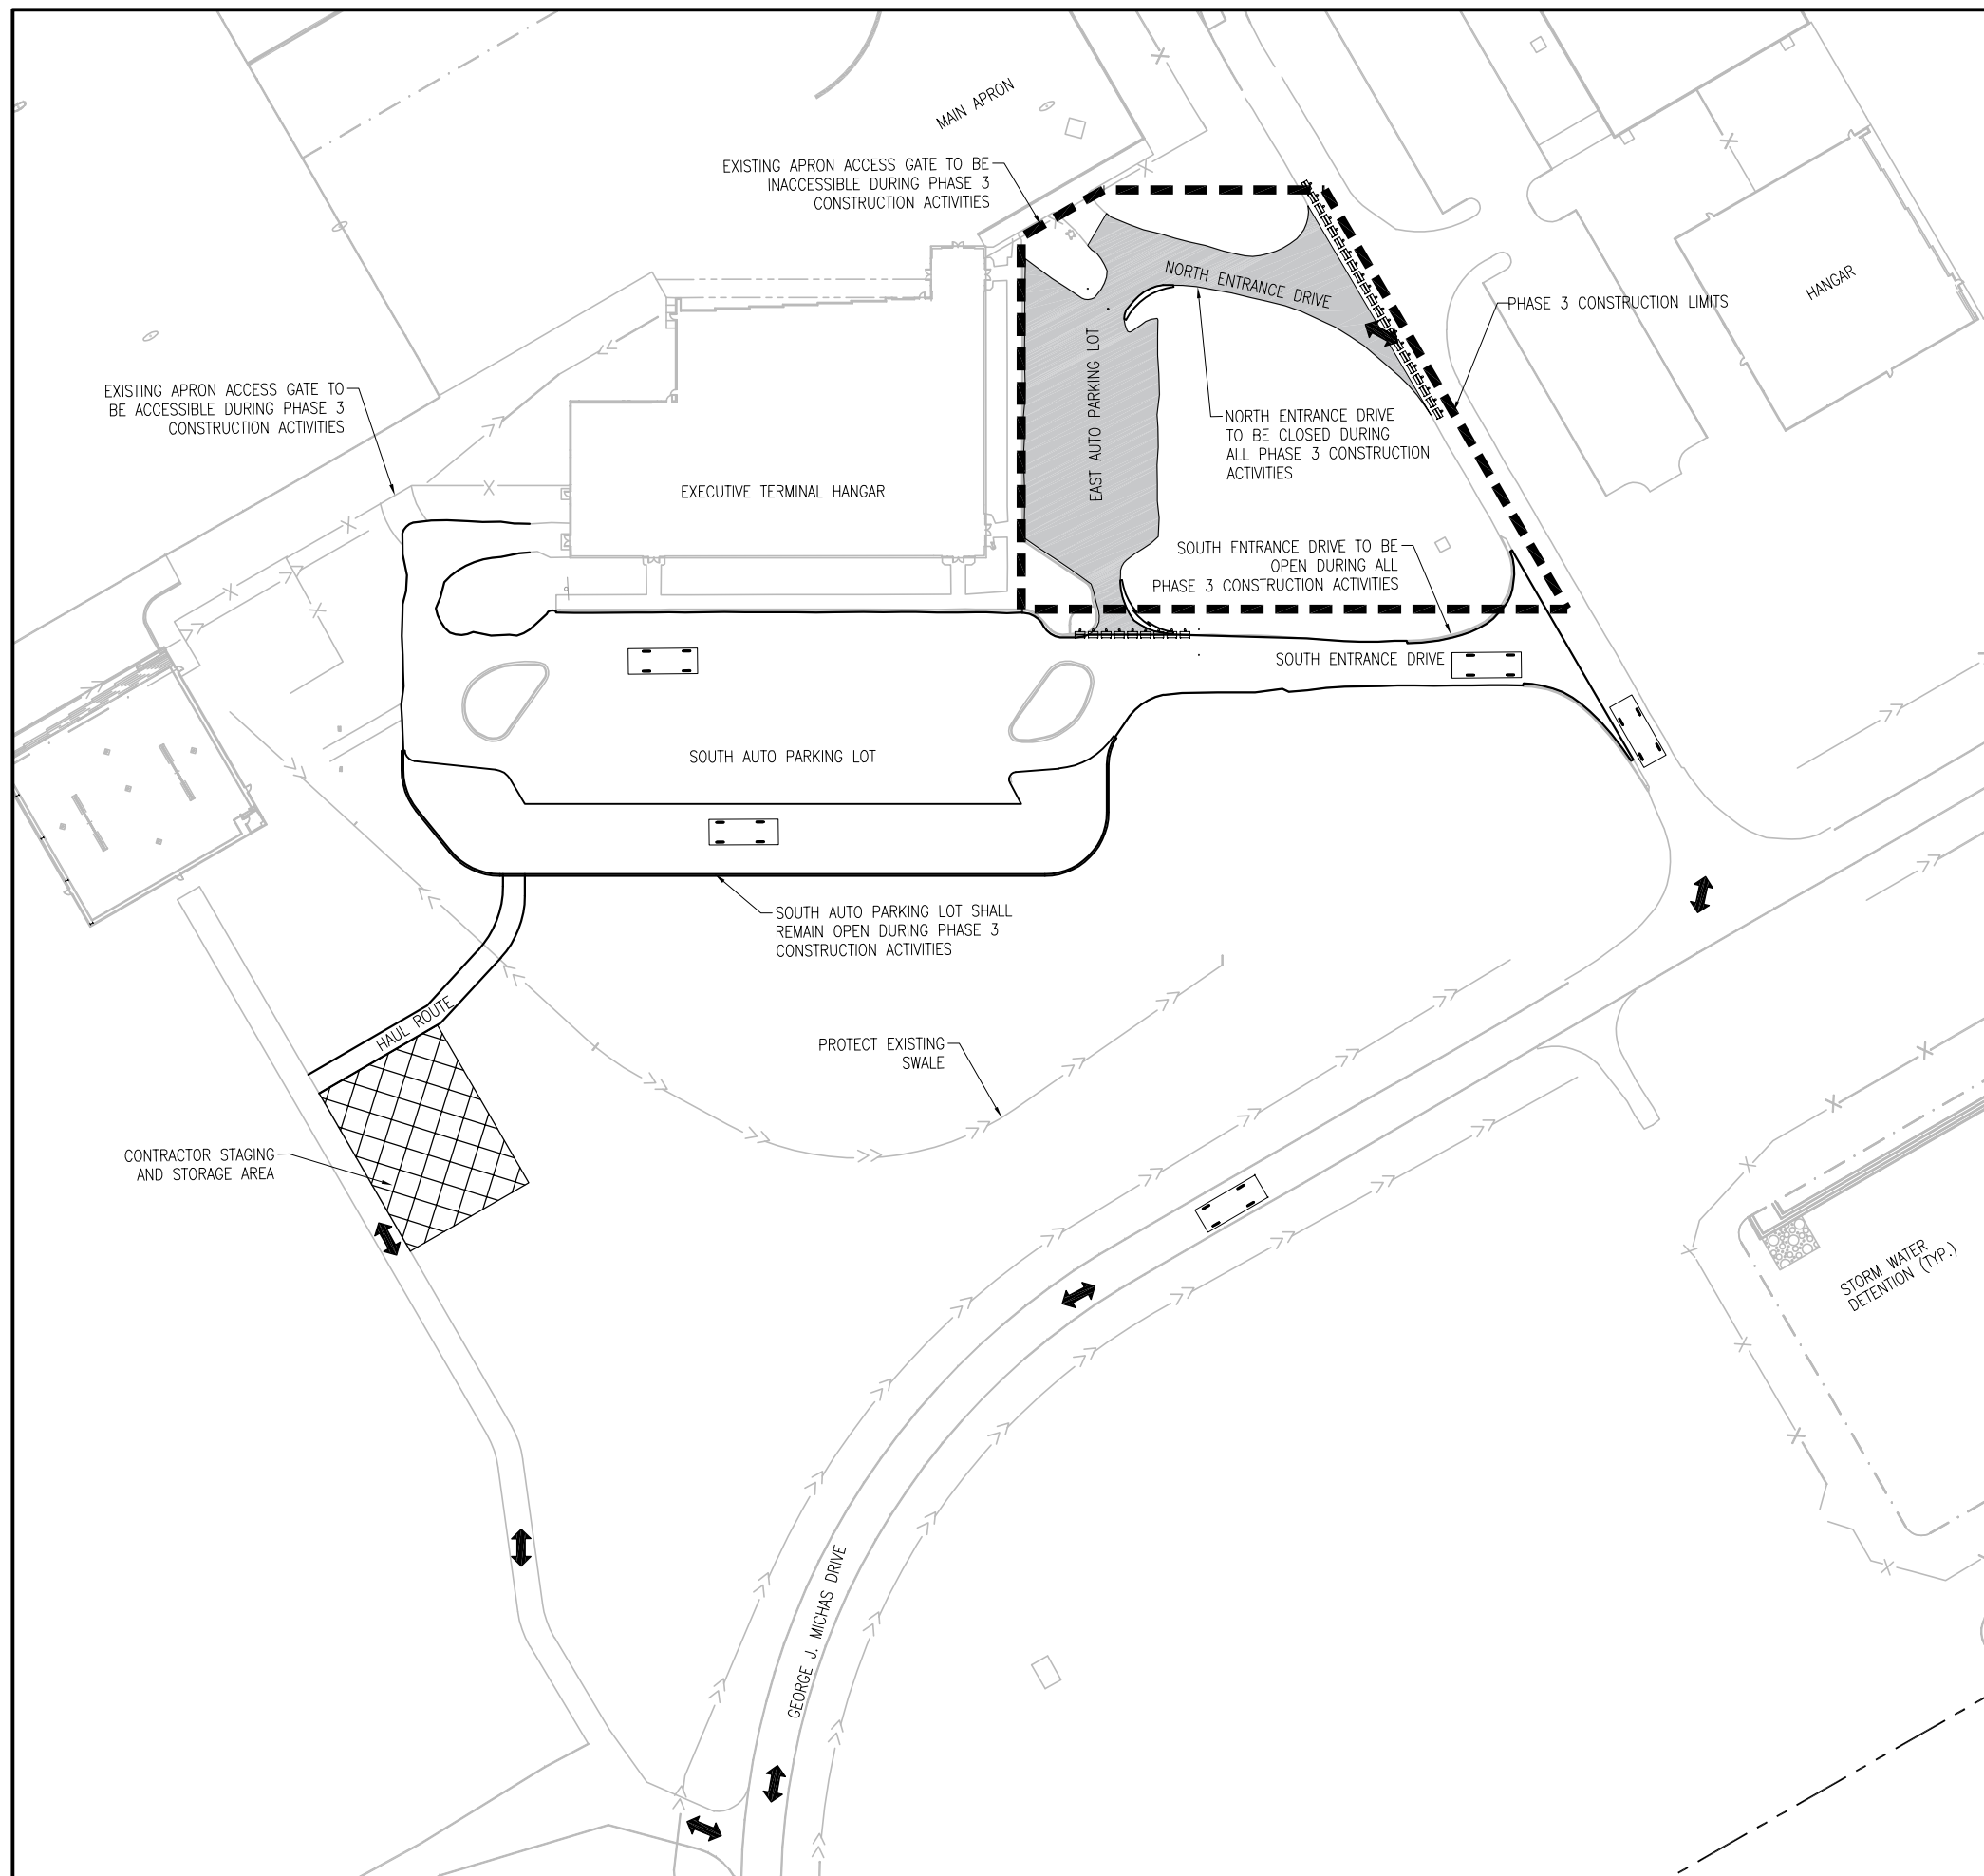 MAIN APRON
EXISTING APRON ACCESS GATE TO BE
INACCESSIBLE DURING PHASE 3
CONSTRUCTION ACTIVITIES
NORTH ENTRANCE DRIVE
HANGAR
PHASE 3 CONSTRUCTION LIMITS
EAST AUTO PARKING LOT
EXISTING APRON ACCESS GATE TO
BE ACCESSIBLE DURING PHASE 3
CONSTRUCTION ACTIVITIES
NORTH ENTRANCE DRIVE
TO BE CLOSED DURING
ALL PHASE 3 CONSTRUCTION
ACTIVITIES
EXECUTIVE TERMINAL HANGAR
SOUTH ENTRANCE DRIVE TO BE
OPEN DURING ALL
PHASE 3 CONSTRUCTION ACTIVITIES
SOUTH ENTRANCE DRIVE
SOUTH AUTO PARKING LOT
SOUTH AUTO PARKING LOT SHALL
REMAIN OPEN DURING PHASE 3
CONSTRUCTION ACTIVITIES
HAUL ROUTE
PROTECT EXISTING
SWALE
CONTRACTOR STAGING
AND STORAGE AREA
STORM WATER
DETENTION (TYP.)
GEORGE J. MICHAS DRIVE